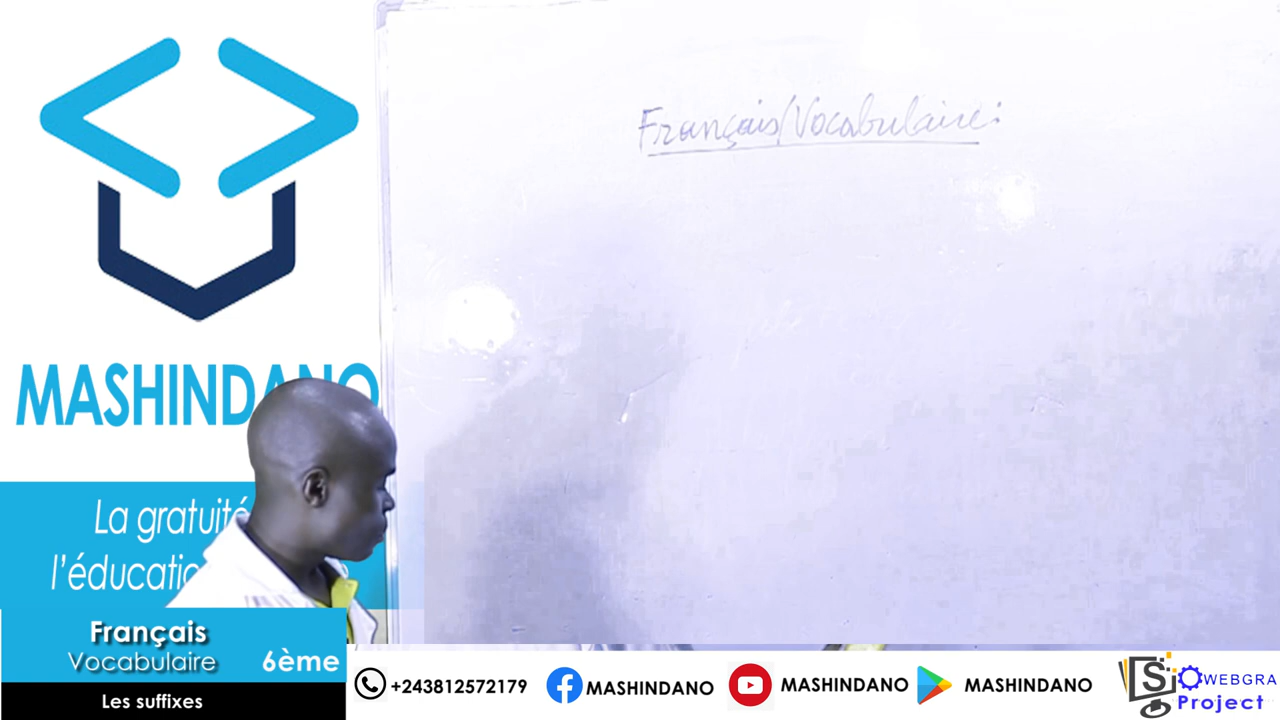 Français/Vocabulaire:
MASHINDANO
La gratuité
l'éducatio
Français
Vocabulaire
6ème
Les suffixes
+243812572179
MASHINDANO
MASHINDANO
MASHINDANO
S
WEBGRA
Project